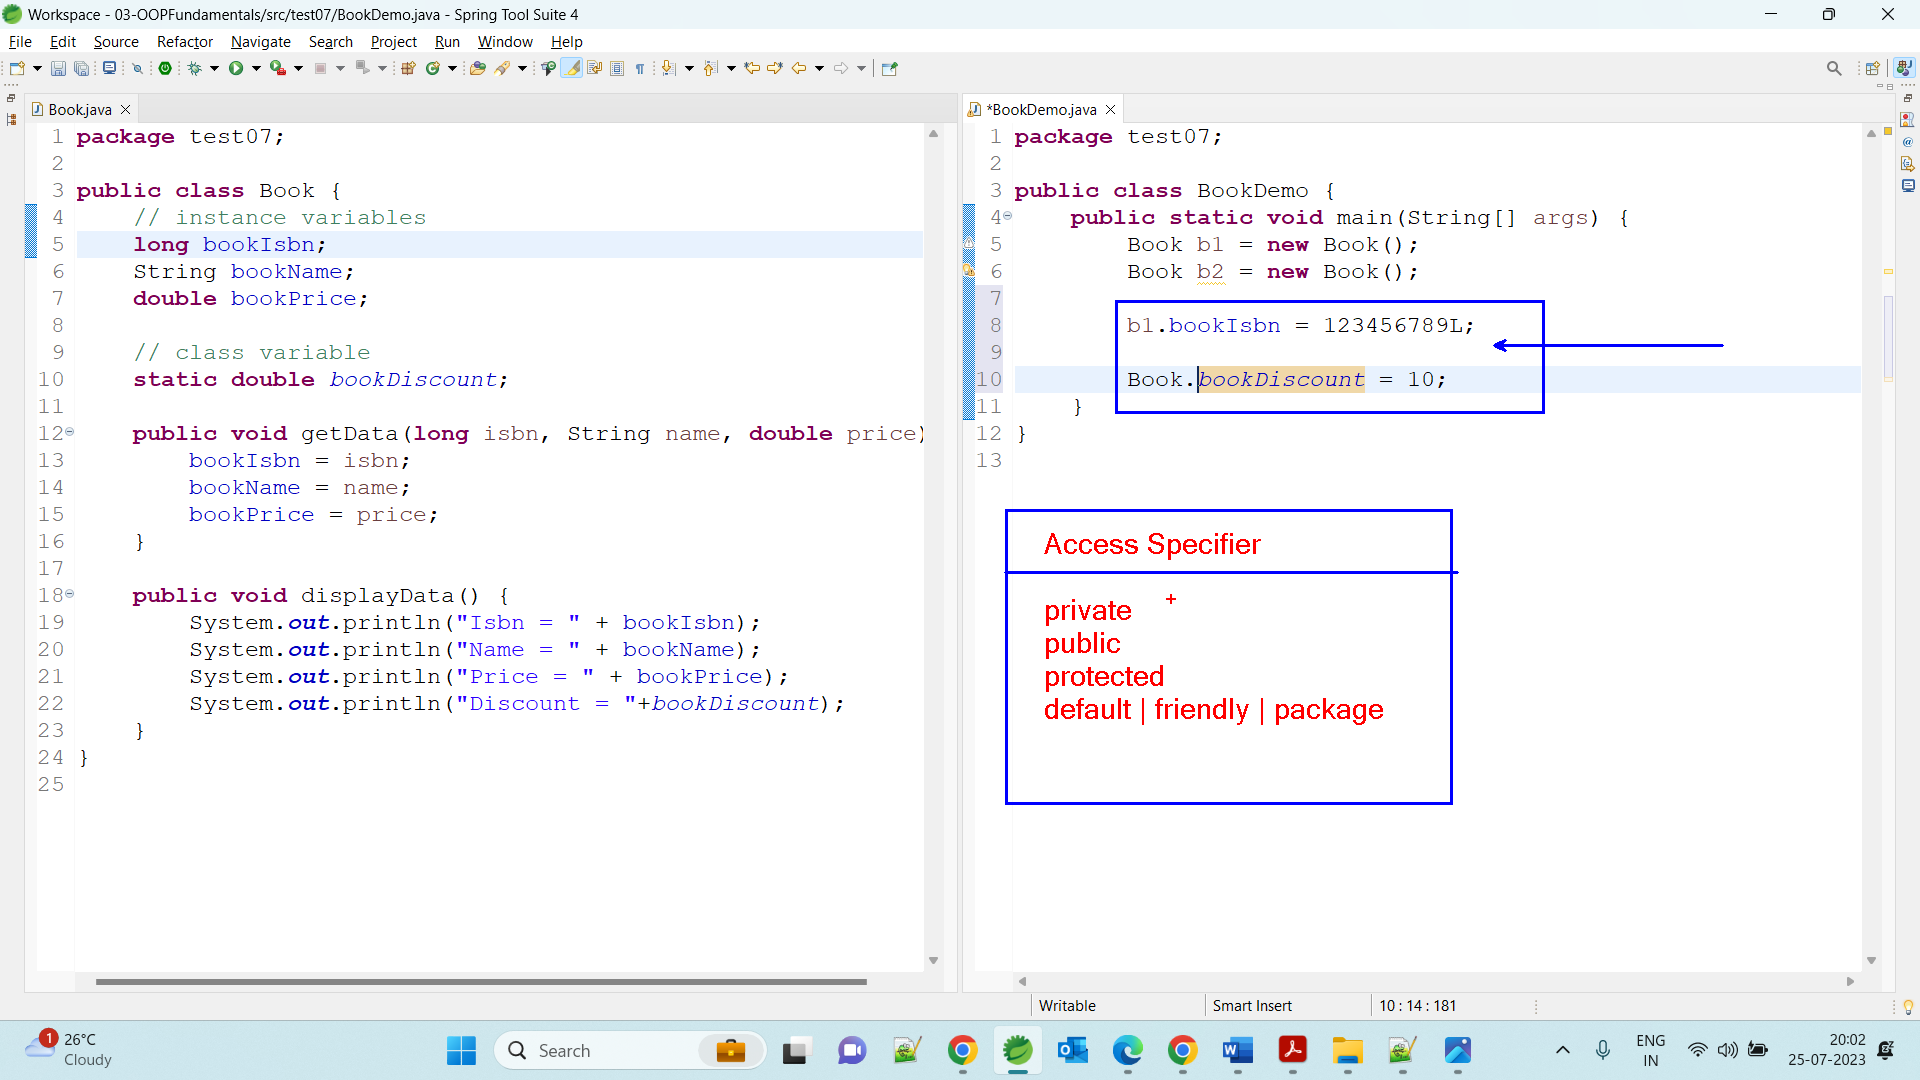 Workspace - 03-OOPFundamentals/src/test07/BookDemo.java - Spring Tool Suite 4
File Edit Source Refactor Navigate Search Project Run Window Help
Book.java
1 package test07;
2
3 public class Book {
4 // instance variables
5 long bookIsbn;
6 String bookName;
7 double bookPrice;
8
9 // class variable
10 static double bookDiscount;
11
12 public void getData(long isbn, String name, double price)
13 bookIsbn = isbn;
14 bookName = name;
15 bookPrice = price;
16 }
17
18 public void displayData() {
19 System.out.println("Isbn = " + bookIsbn);
20 System.out.println("Name = " + bookName);
21 System.out.println("Price = " + bookPrice);
22 System.out.println("Discount = "+bookDiscount);
23 }
24 }
25
*BookDemo.java
1 package test07;
2
3 public class BookDemo {
4 public static void main(String[] args) {
5 Book b1 = new Book();
6 Book b2 = new Book();
7
8 b1.bookIsbn = 123456789L;
9
10 Book.bookDiscount = 10;
11 }
12 }
13
Access Specifier
private
public
protected
default | friendly | package
Writable Smart Insert 10 : 14 : 181
1 26°C
Cloudy
Search
ENG
IN
20:02
25-07-2023